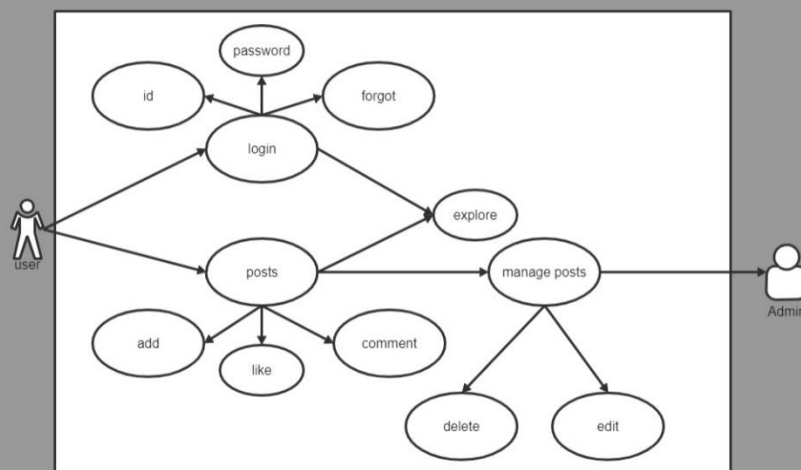 password
id
forgot
login
explore
user
posts
manage posts
Admin
add
comment
like
delete
edit